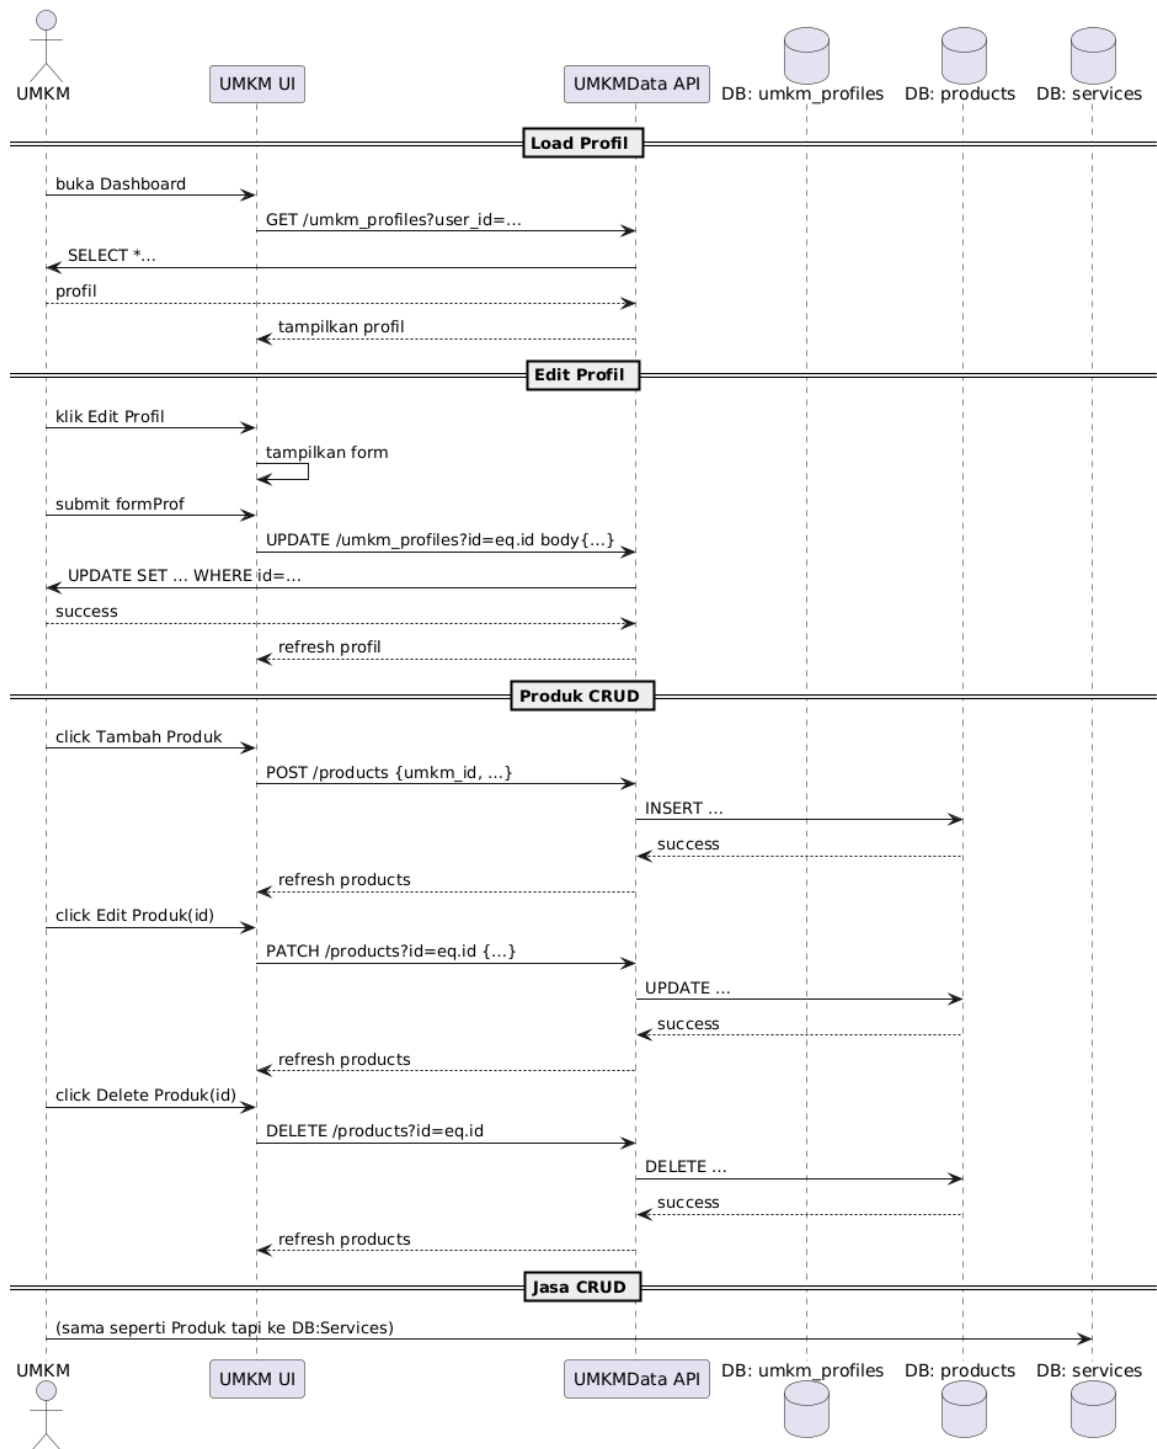 UMKM
UMKM UI
UMKMData API
DB: umkm_profiles
DB: products
DB: services
Load Profil
buka Dashboard
GET /umkm_profiles?user_id=...
SELECT *...
profil
tampilkan profil
Edit Profil
klik Edit Profil
tampilkan form
submit formProf
UPDATE /umkm_profiles?id=eq.id body{...}
UPDATE SET ... WHERE id=...
success
refresh profil
Produk CRUD
click Tambah Produk
POST /products {umkm_id, ...}
INSERT ...
success
refresh products
click Edit Produk(id)
PATCH /products?id=eq.id {...}
UPDATE ...
success
refresh products
click Delete Produk(id)
DELETE /products?id=eq.id
DELETE ...
success
refresh products
Jasa CRUD
(sama seperti Produk tapi ke DB:Services)
UMKM
UMKM UI
UMKMData API
DB: umkm_profiles
DB: products
DB: services